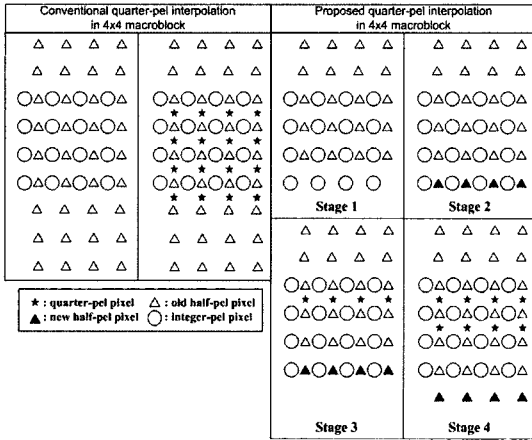 Conventional quarter-pel interpolation
in 4x4 macroblock
Proposed quarter-pel interpolation
in 4x4 macroblock
Stage 1
Stage 2
★ : quarter-pel pixel △ : old half-pel pixel
▲ : new half-pel pixel ○ : integer-pel pixel
Stage 3
Stage 4